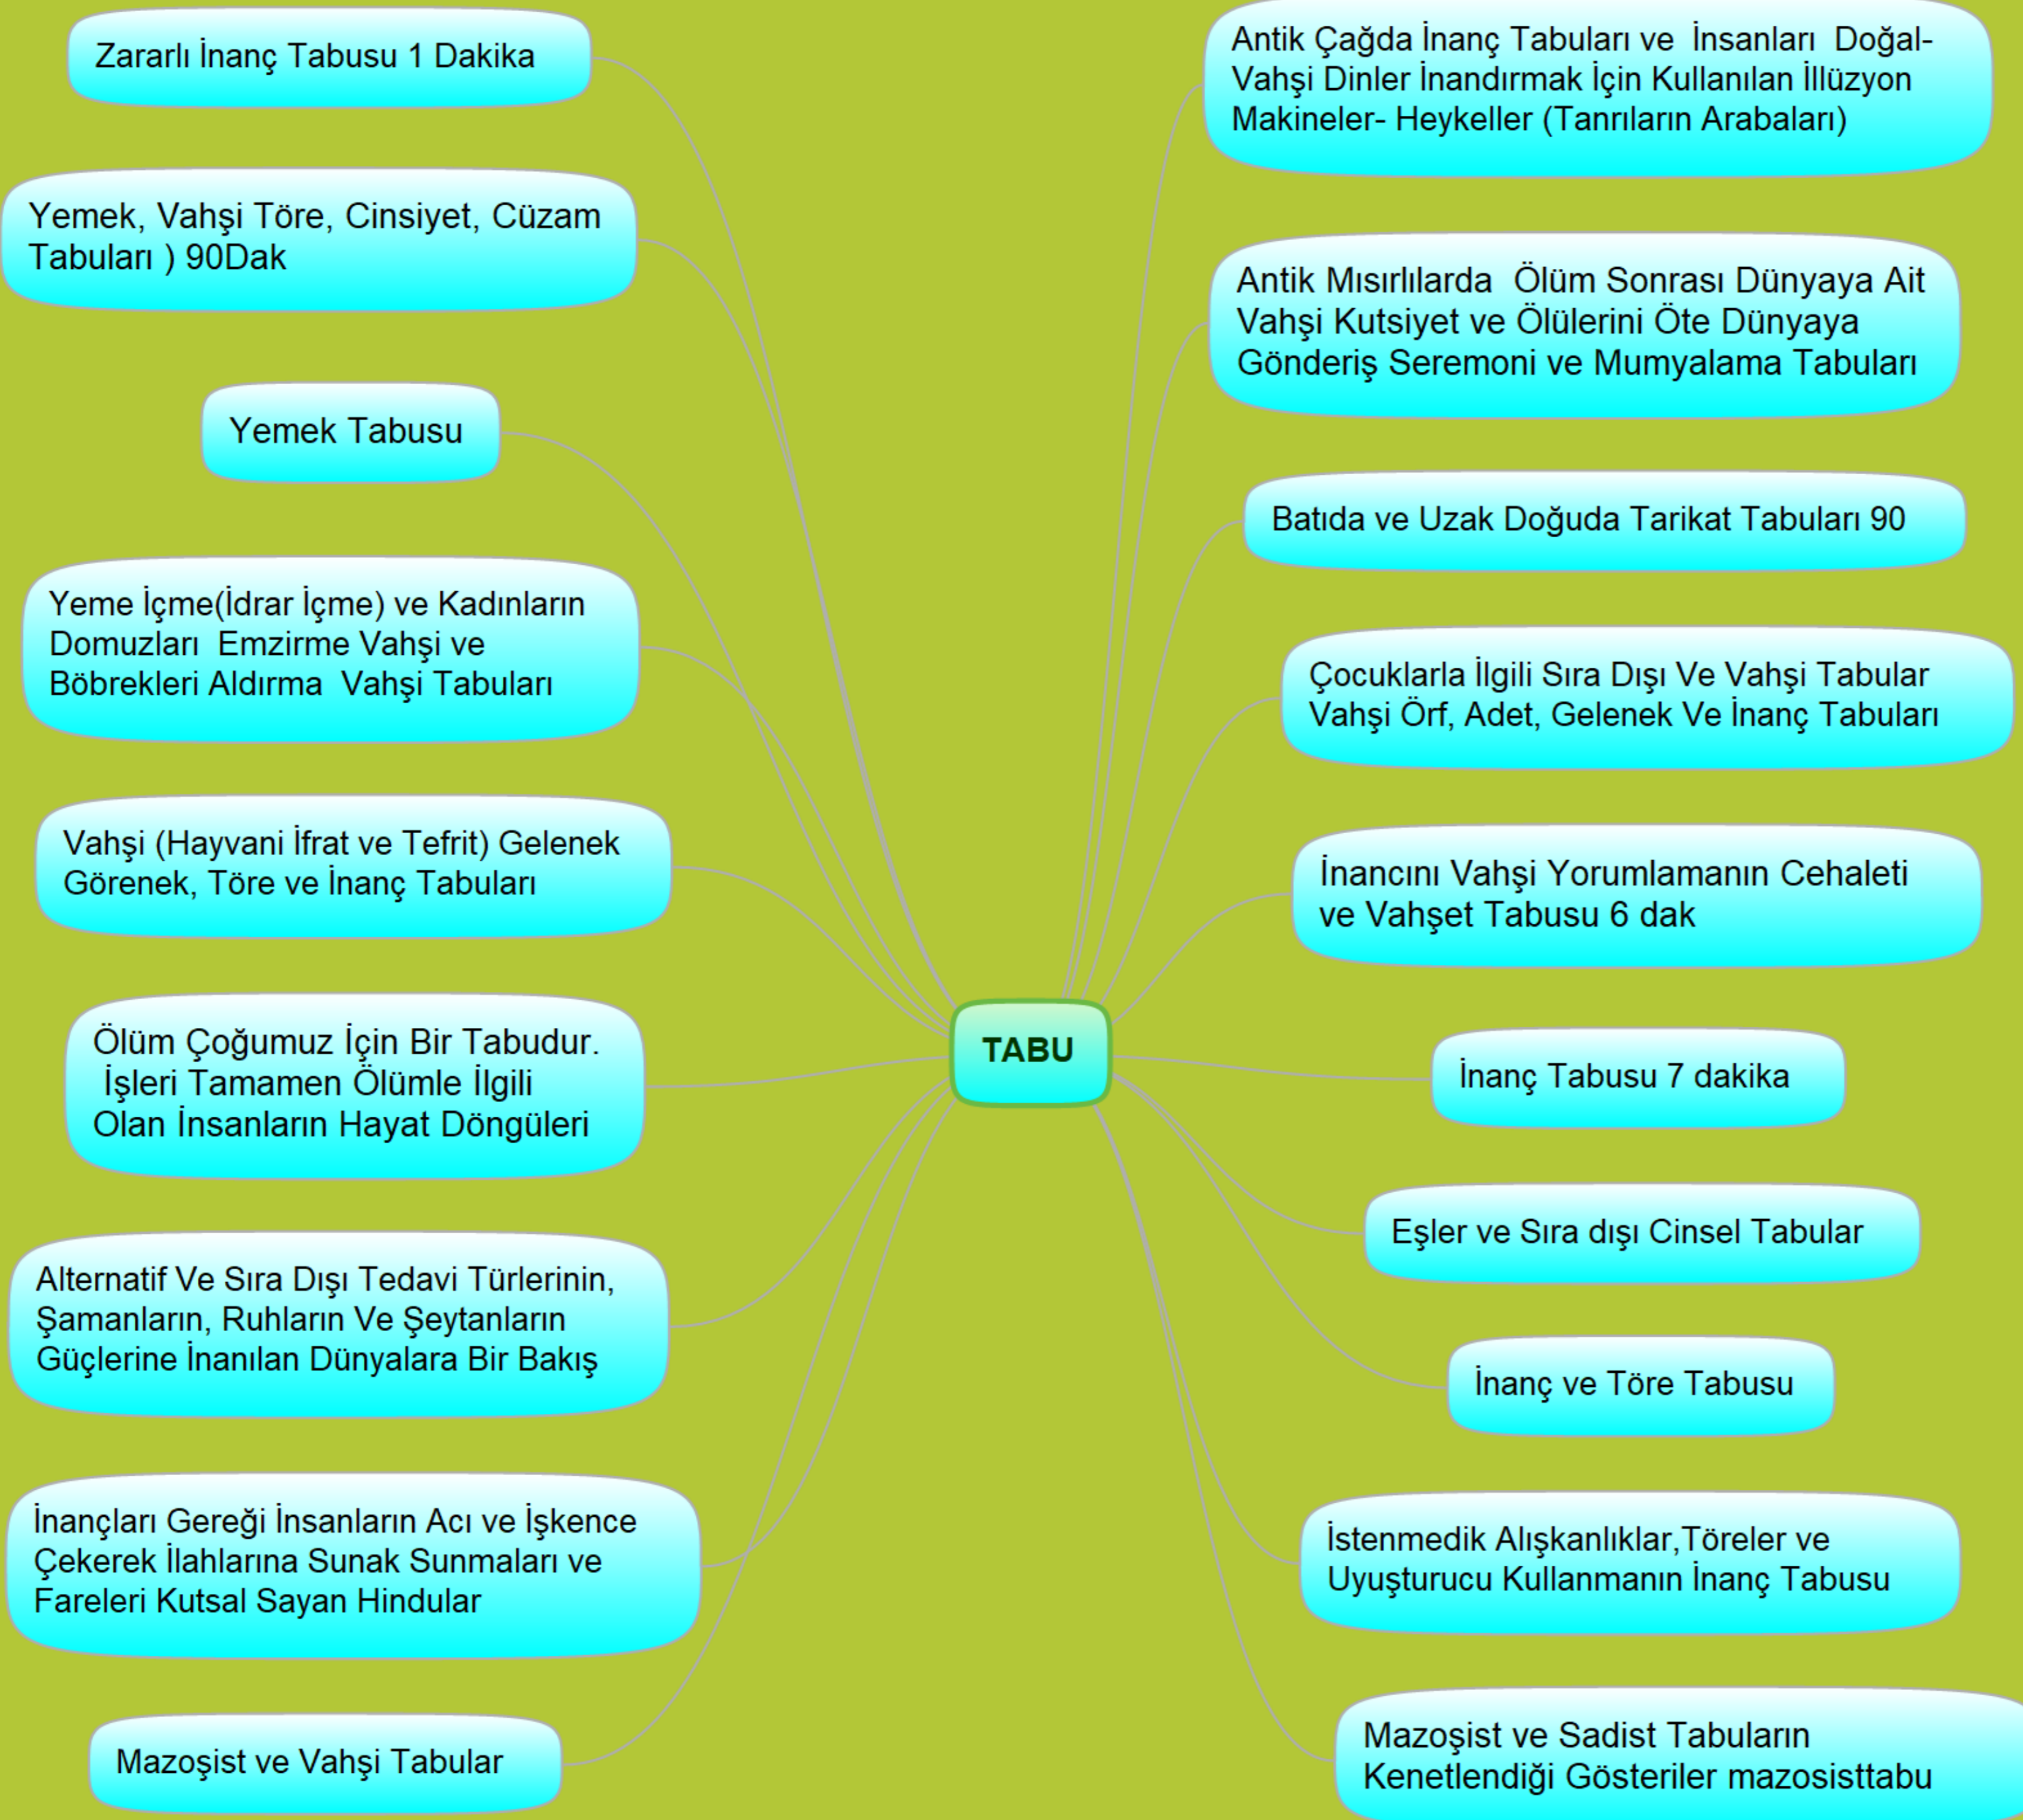 Zararlı İnanç Tabusu 1 Dakika
Yemek, Vahşi Töre, Cinsiyet, Cüzam
Tabuları ) 90Dak
Yemek Tabusu
Yeme İçme(İdrar İçme) ve Kadınların
Domuzları  Emzirme Vahşi ve
Böbrekleri Aldırma  Vahşi Tabuları
Vahşi (Hayvani İfrat ve Tefrit) Gelenek
Görenek, Töre ve İnanç Tabuları
Ölüm Çoğumuz İçin Bir Tabudur.
İşleri Tamamen Ölümle İlgili
Olan İnsanların Hayat Döngüleri
Alternatif Ve Sıra Dışı Tedavi Türlerinin,
Şamanların, Ruhların Ve Şeytanların
Güçlerine İnanılan Dünyalara Bir Bakış
İnançları Gereği İnsanların Acı ve İşkence
Çekerek İlahlarına Sunak Sunmaları ve
Fareleri Kutsal Sayan Hindular
Mazoşist ve Vahşi Tabular
TABU
Antik Çağda İnanç Tabuları ve  İnsanları  Doğal-
Vahşi Dinler İnandırmak İçin Kullanılan İllüzyon
Makineler- Heykeller (Tanrıların Arabaları)
Antik Mısırlılarda  Ölüm Sonrası Dünyaya Ait
Vahşi Kutsiyet ve Ölülerini Öte Dünyaya
Gönderiş Seremoni ve Mumyalama Tabuları
Batıda ve Uzak Doğuda Tarikat Tabuları 90
Çocuklarla İlgili Sıra Dışı Ve Vahşi Tabular
Vahşi Örf, Adet, Gelenek Ve İnanç Tabuları
İnancını Vahşi Yorumlamanın Cehaleti
ve Vahşet Tabusu 6 dak
İnanç Tabusu 7 dakika
Eşler ve Sıra dışı Cinsel Tabular
İnanç ve Töre Tabusu
İstenmedik Alışkanlıklar,Töreler ve
Uyuşturucu Kullanmanın İnanç Tabusu
Mazoşist ve Sadist Tabuların
Kenetlendiği Gösteriler mazosisttabu